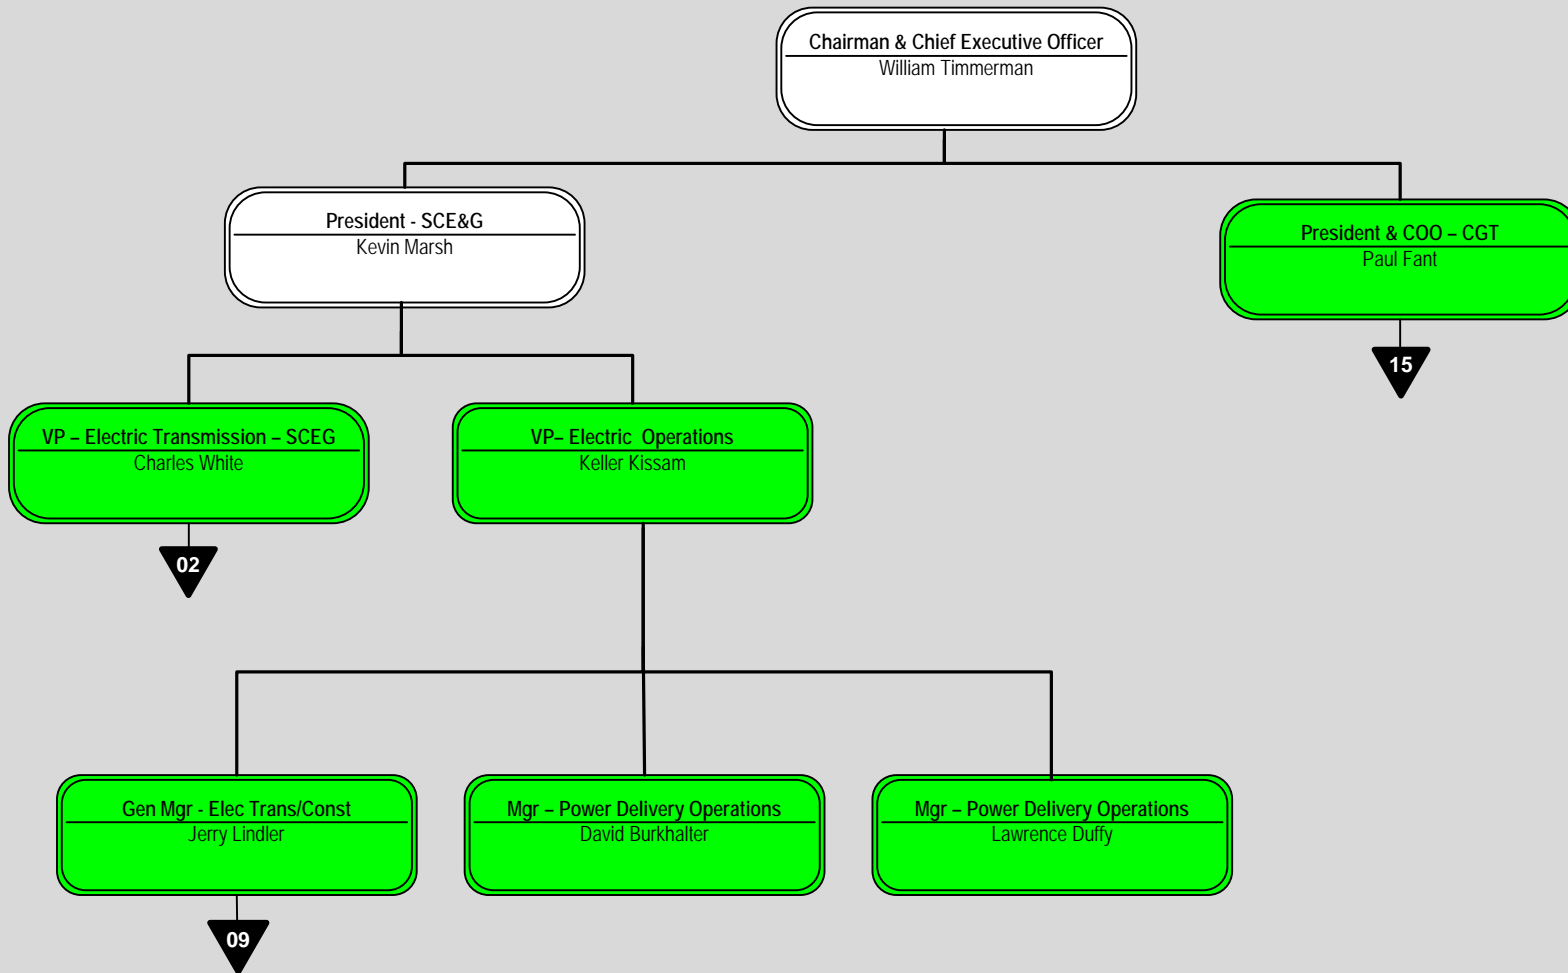 Chairman & Chief Executive Officer
William Timmerman
President - SCE&G
Kevin Marsh
President & COO – CGT
Paul Fant
15
VP – Electric Transmission – SCEG
Charles White
02
VP– Electric  Operations
Keller Kissam
Gen Mgr - Elec Trans/Const
Jerry Lindler
09
Mgr – Power Delivery Operations
David Burkhalter
Mgr – Power Delivery Operations
Lawrence Duffy